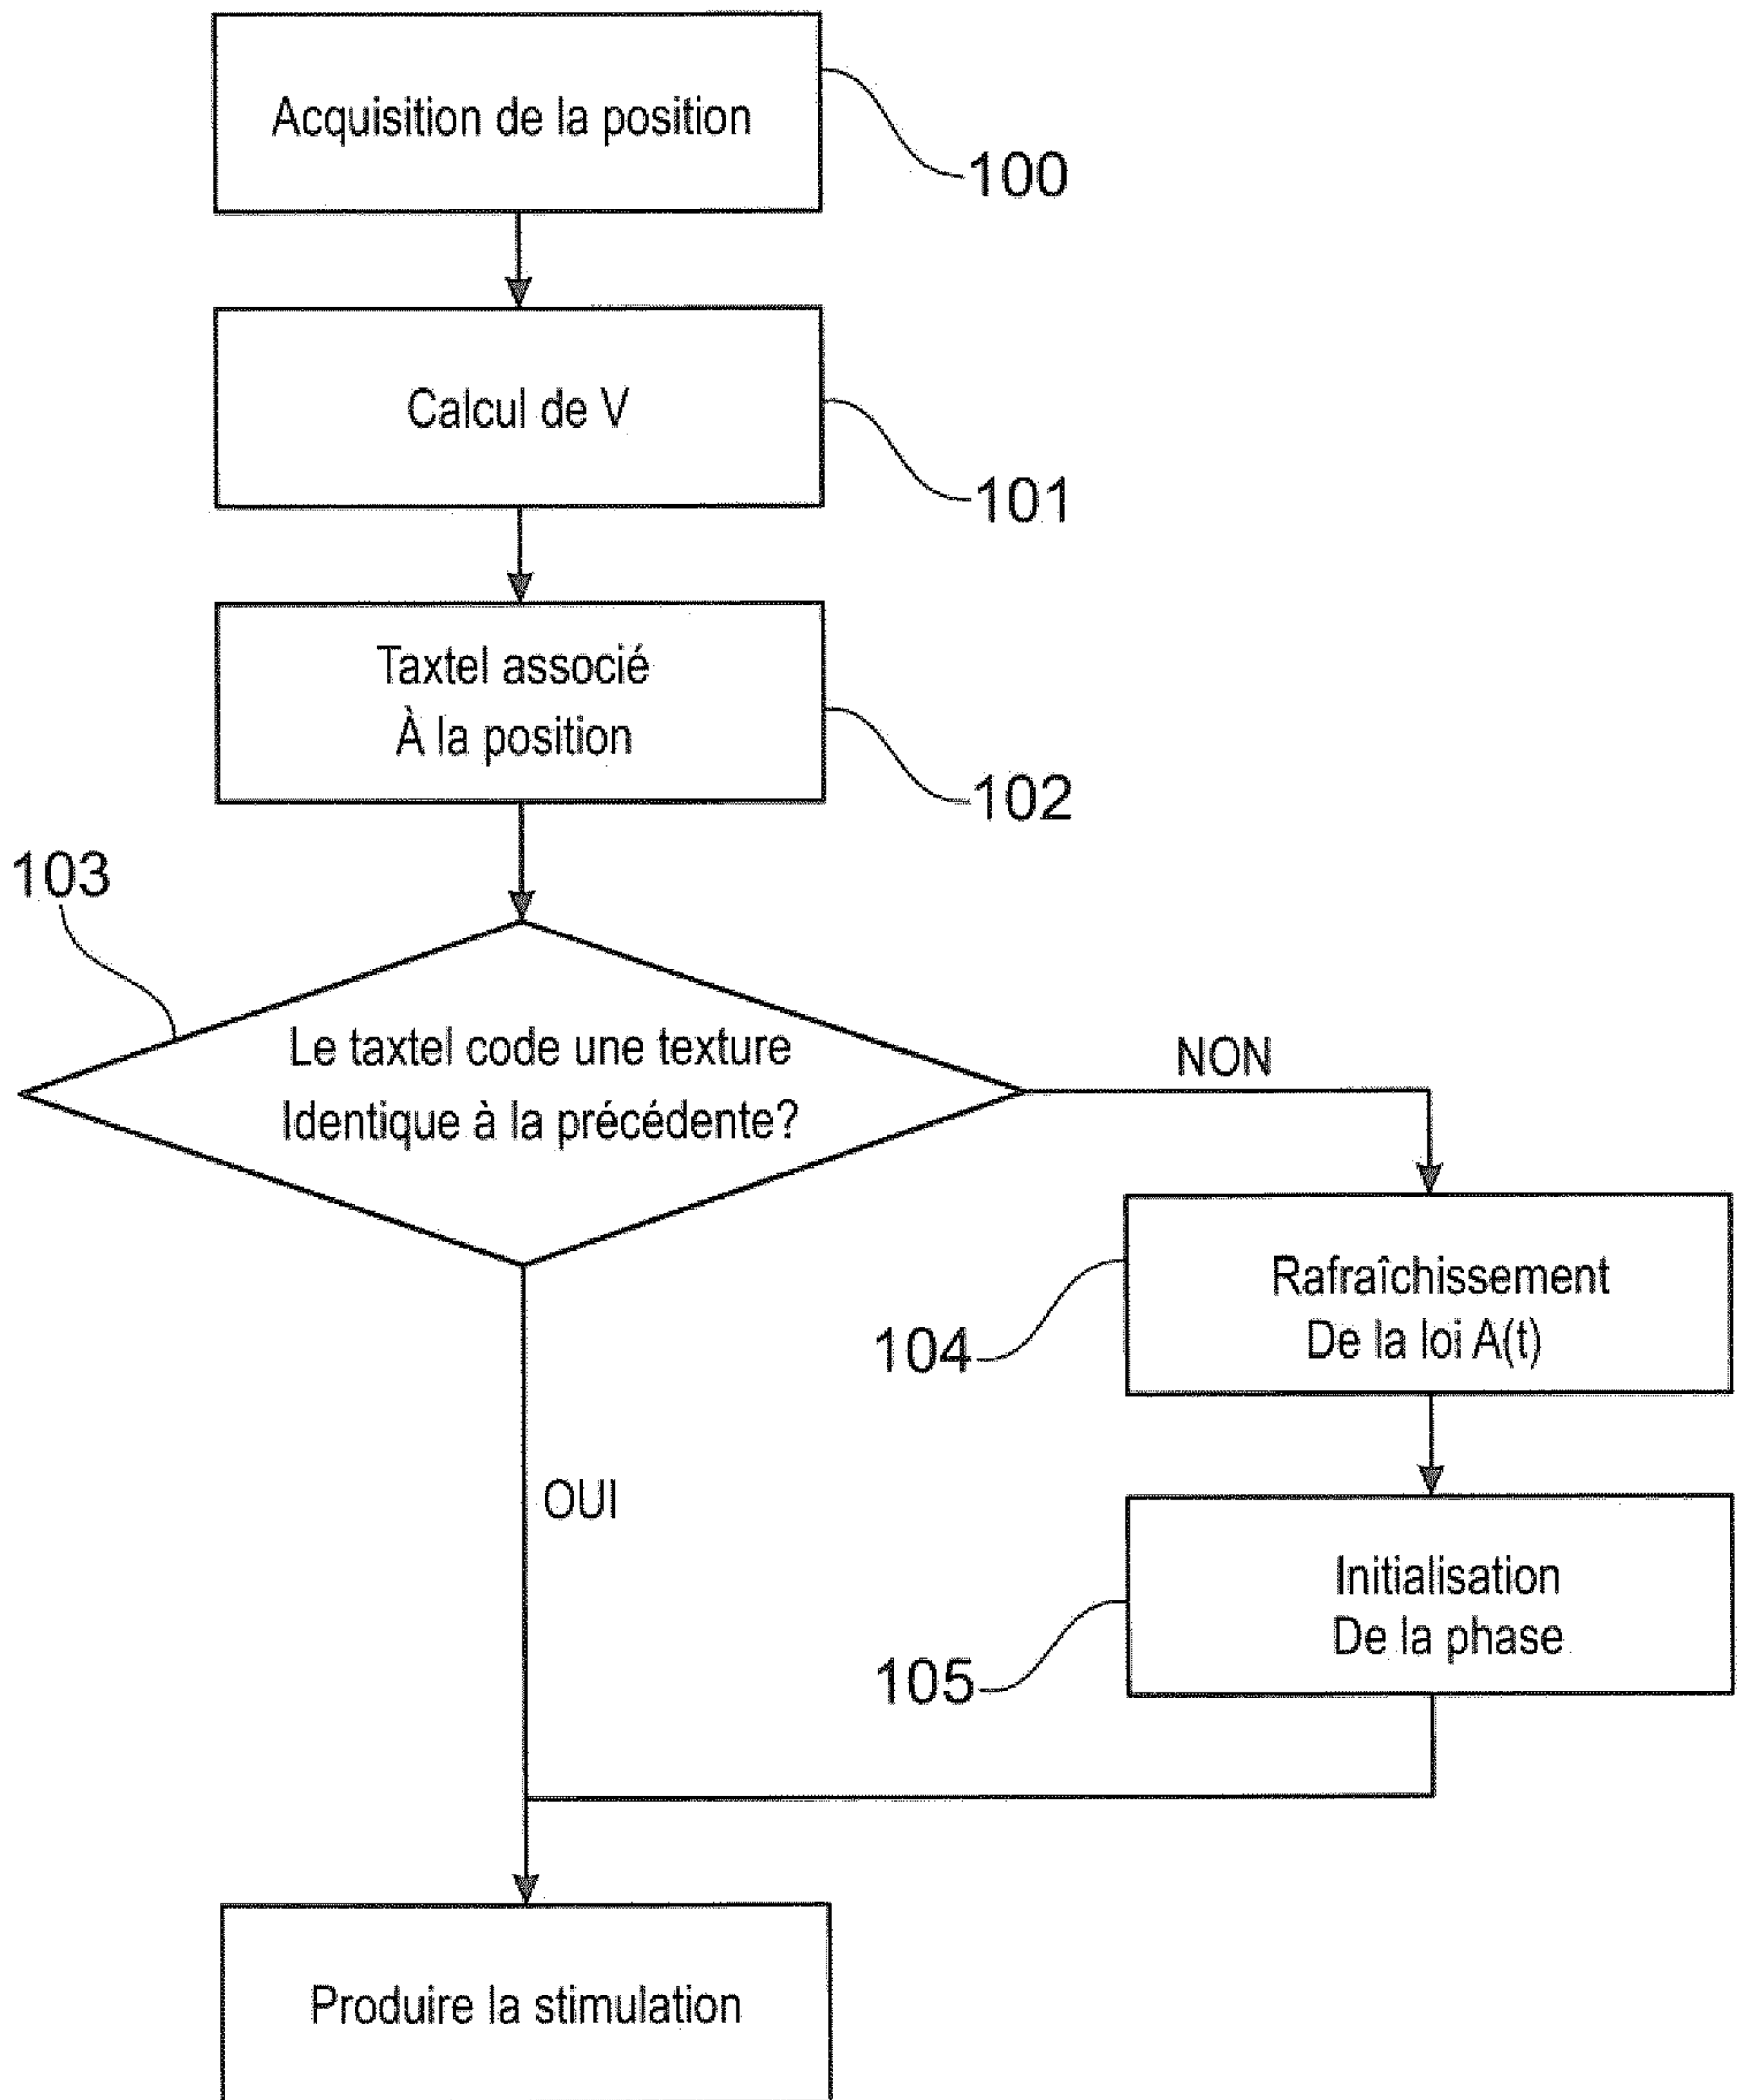 Acquisition de la position
100
Calcul de V
101
Taxtel associé
À la position
102
103
Le taxtel code une texture
Identique à la précédente?
NON
Rafraîchissement
De la loi A(t)
104
OUI
Initialisation
De la phase
105
Produire la stimulation